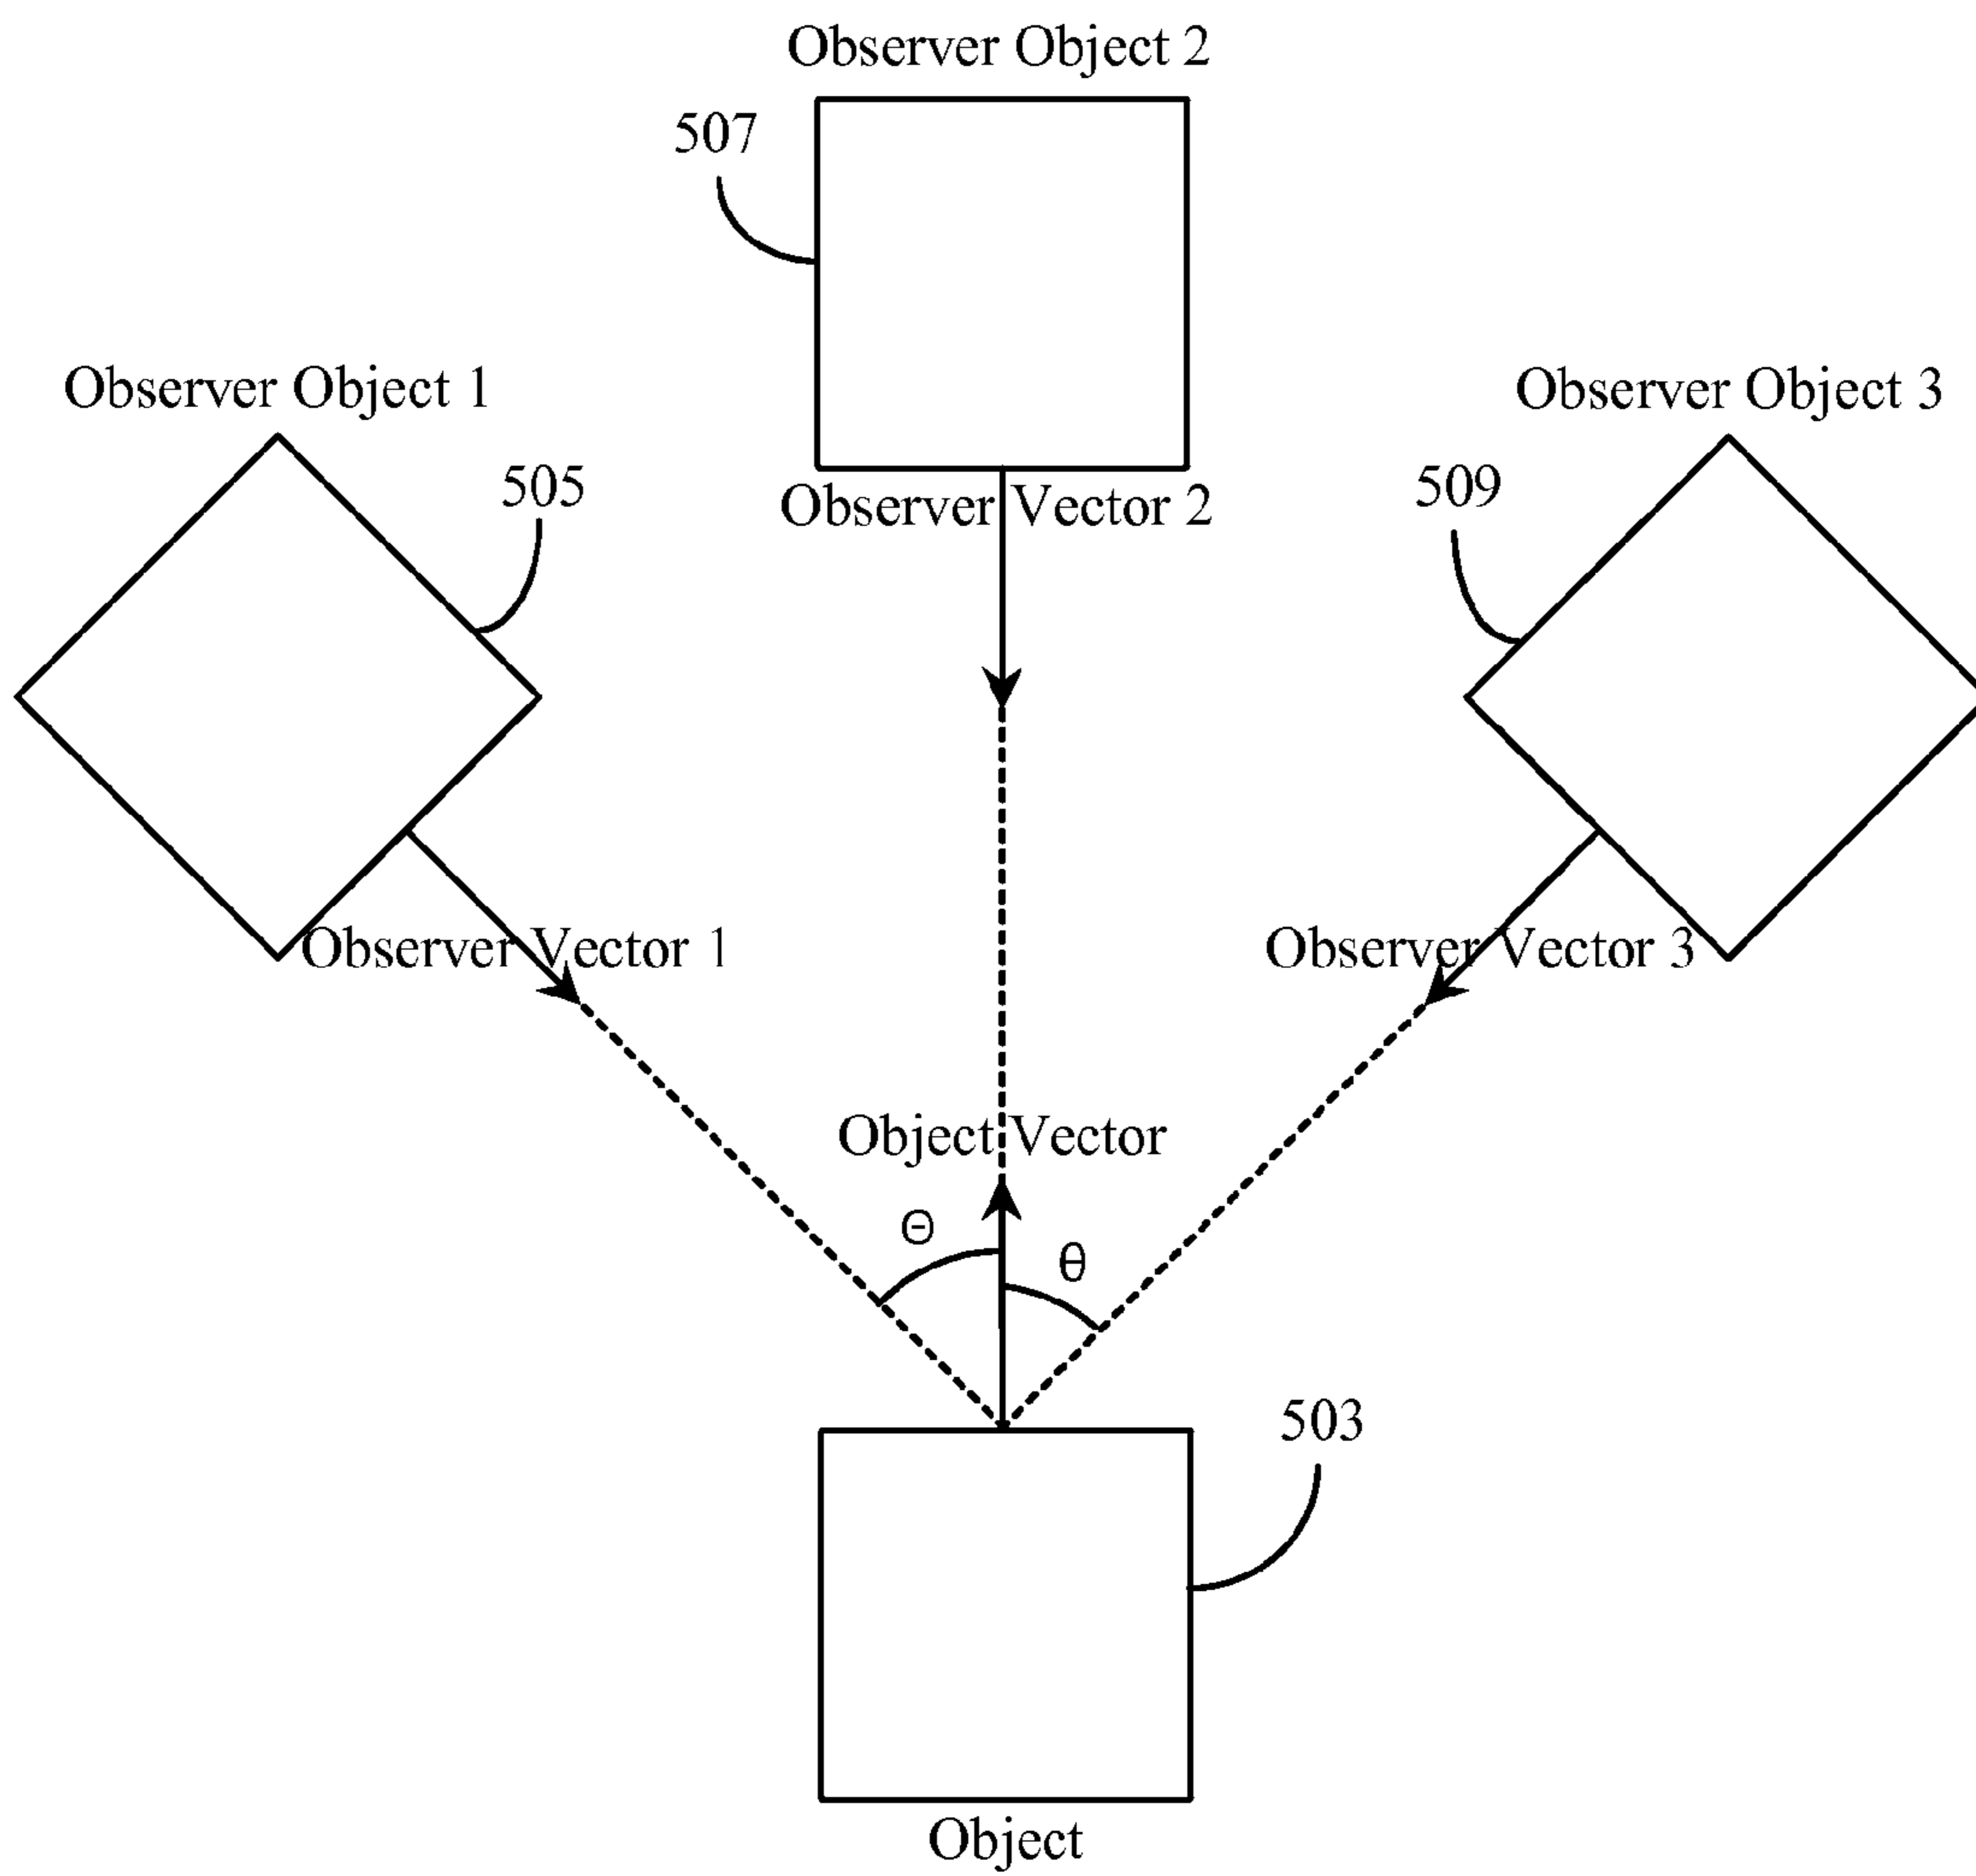 Observer Object 2
507
Observer Object 1
Observer Object 3
505
509
Observer Vector 2
Observer Vector 1
Observer Vector 3
Object Vector
Θ
θ
503
Object